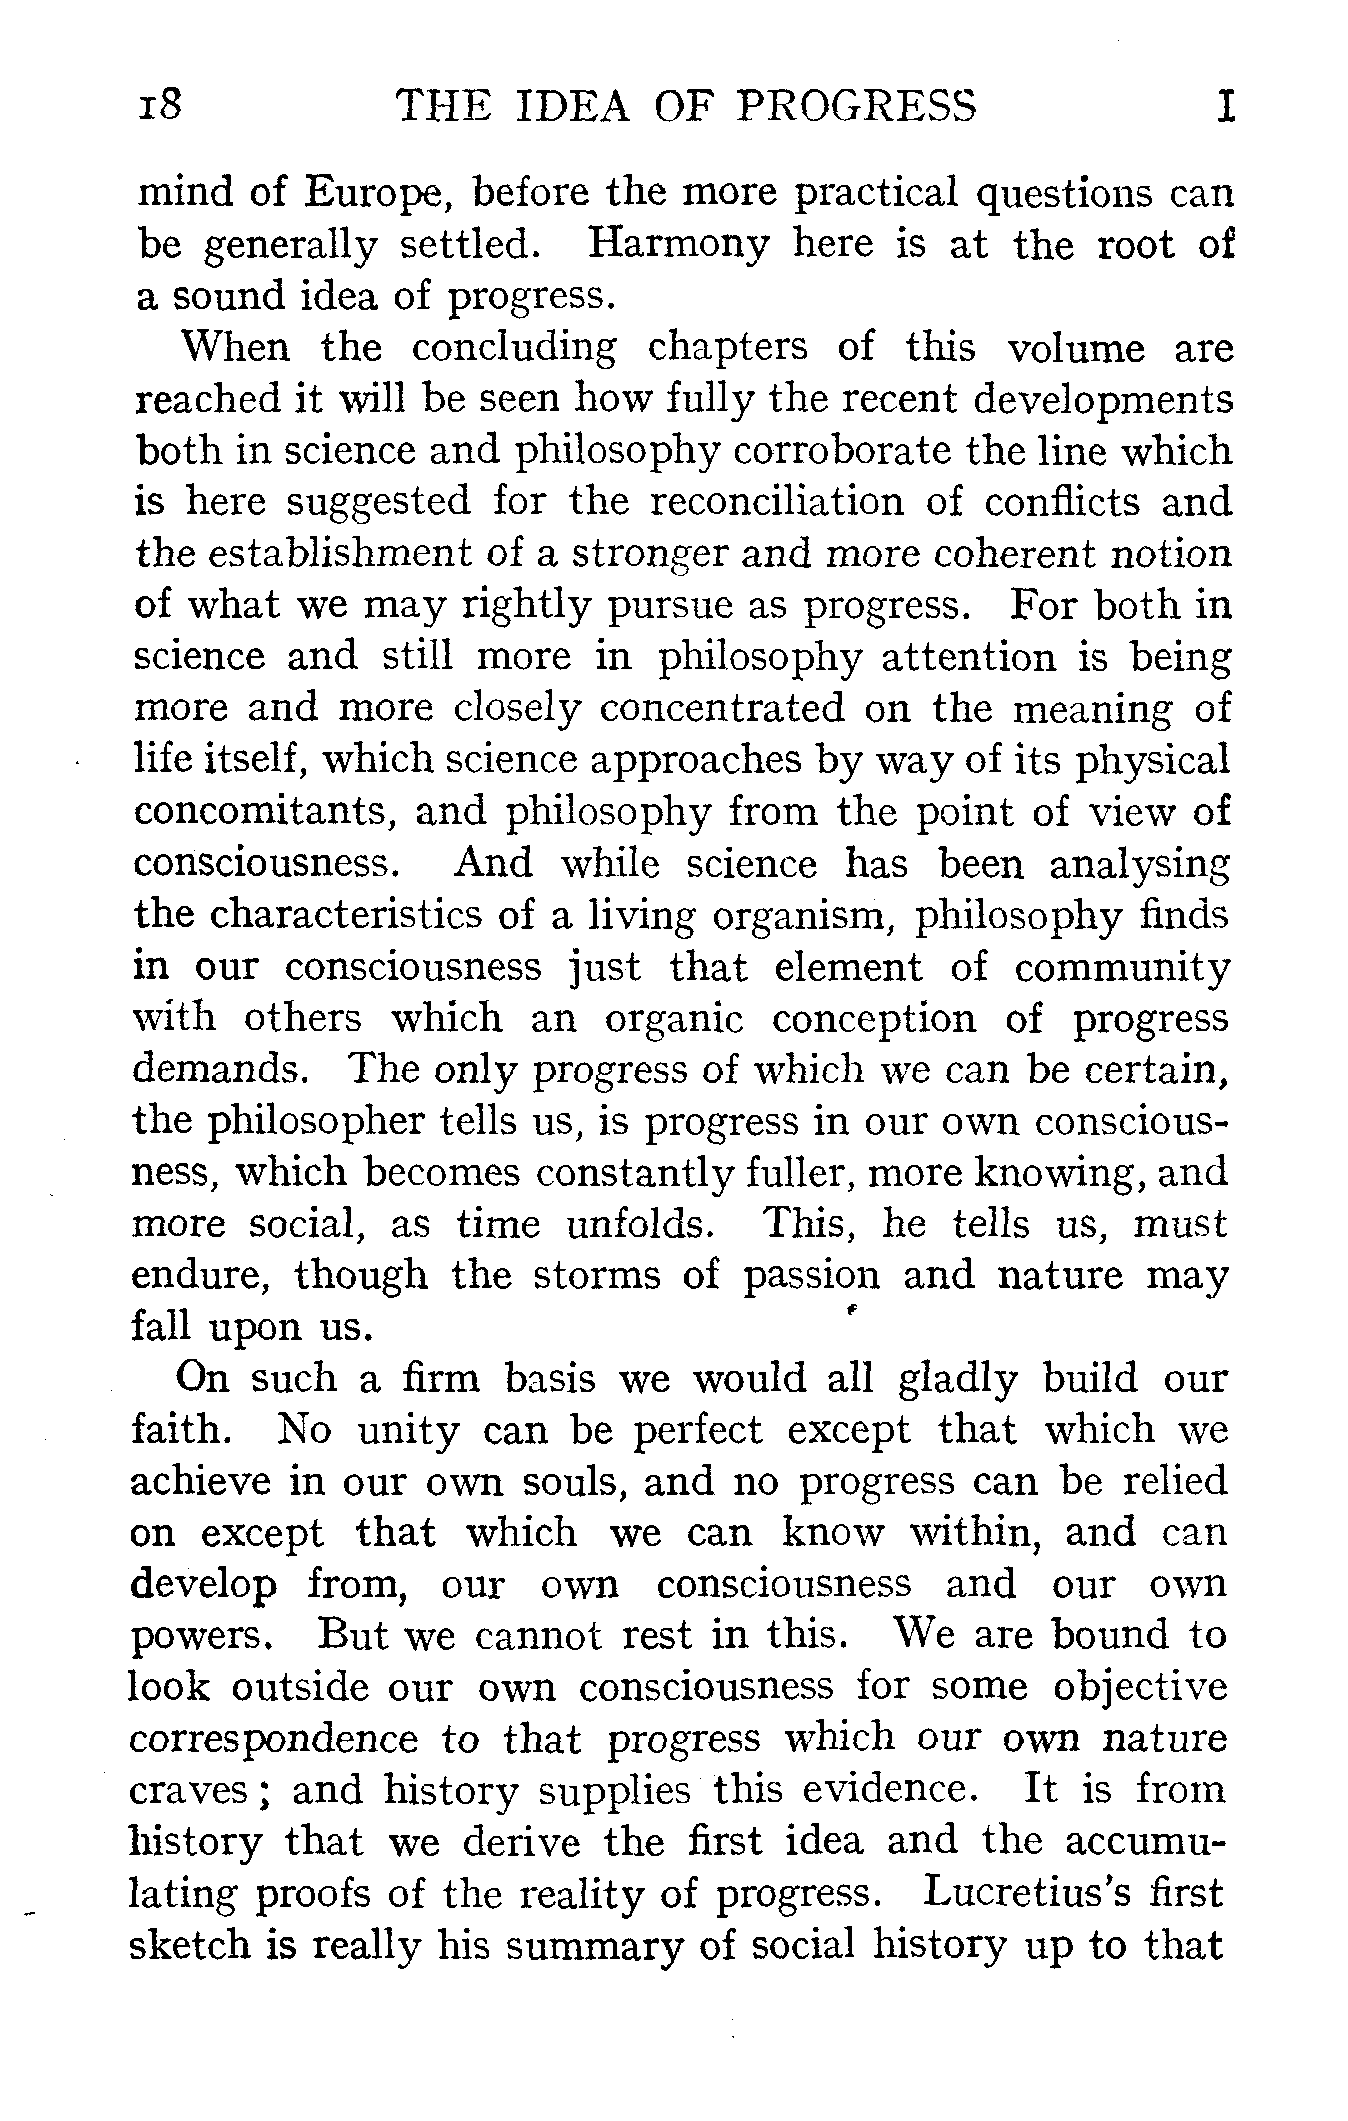 18 THE IDEA OF PROGRESS I
mind of Europe, before the more practical questions can
be generally settled. Harmony here is at the root of
a sound idea of progress.
When the concluding chapters of this volume are
reached it will be seen how fully the recent developments
both in science and philosophy corroborate the line which
is here suggested for the reconciliation of conflicts and
the establishment of a stronger and more coherent notion
of what we may rightly pursue as progress. For both in
science and still more in philosophy attention is being
more and more closely concentrated on the meaning of
life itself, which science approaches by way of its physical
concomitants, and philosophy from the point of view of
consciousness. And while science has been analysing
the characteristics of a living organism, philosophy finds
in our consciousness just that element of community
with others which an organic conception of progress
demands. The only progress of which we can be certain,
the philosopher tells us, is progress in our own conscious-
ness, which becomes constantly fuller, more knowing, and
more social, as time unfolds. This, he tells us, must
endure, though the storms of passion and nature may
fall upon us.
On such a firm basis we would all gladly build our
faith. No unity can be perfect except that which we
achieve in our own souls, and no progress can be relied
on except that which we can know within, and can
develop from, our own consciousness and our own
powers. But we cannot rest in this. We are bound to
look outside our own consciousness for some objective
correspondence to that progress which our own nature
craves ; and history supplies this evidence. It is from
history that we derive the first idea and the accumu-
lating proofs of the reality of progress. Lucretius's first
sketch is really his summary of social history up to that